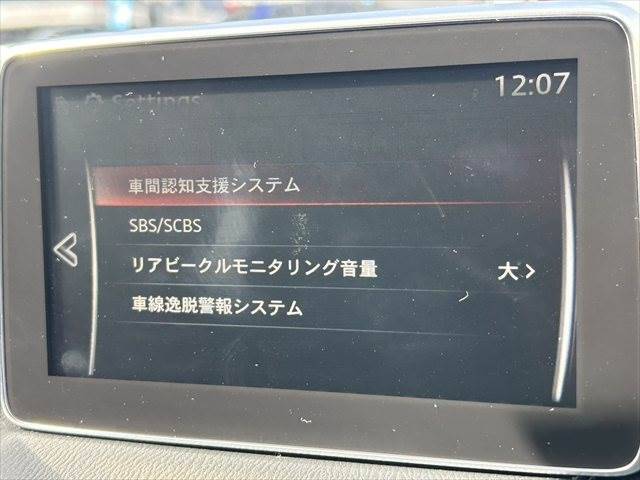 Settings
12:07
車間認知支援システム
SBS/SCBS
リアビークルモニタリング音量 大
車線逸脱警報システム